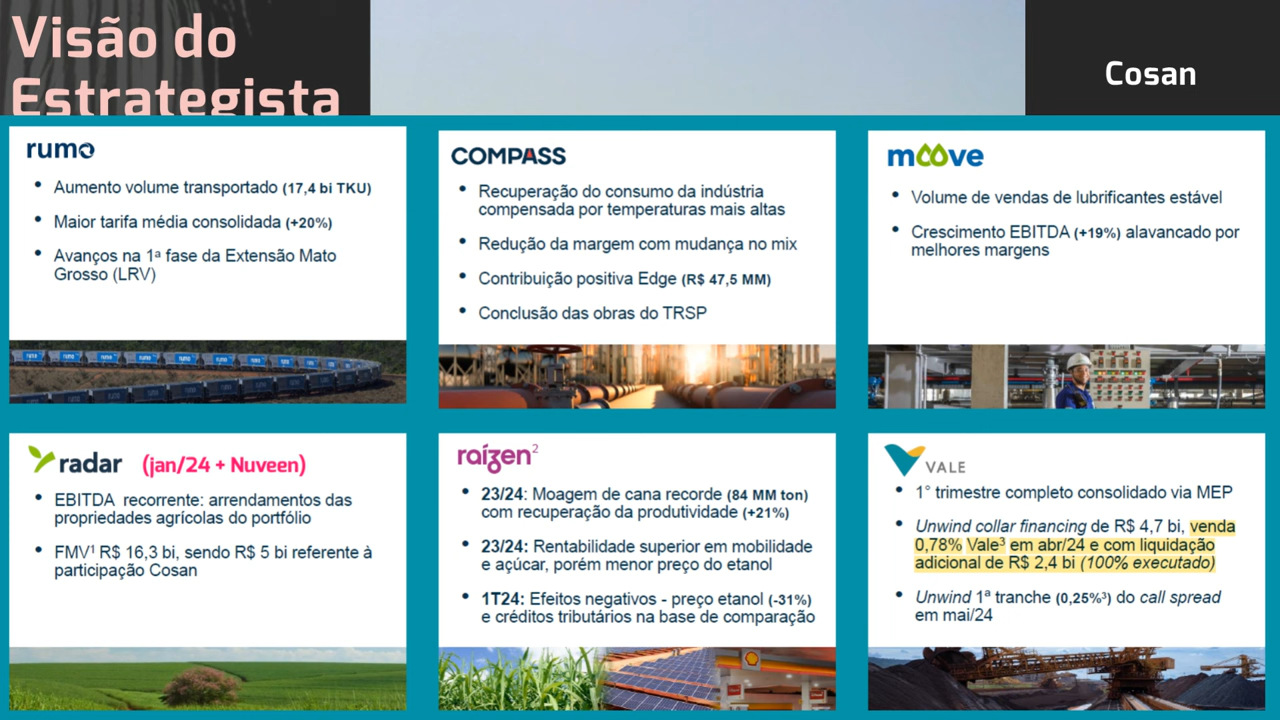 Visão do
Estrategista
Cosan
rumo
• Aumento volume transportado (17,4 bi TKU)
• Maior tarifa média consolidada (+20%)
• Avanços na 1ª fase da Extensão Mato
Grosso (LRV)
COMPASS
• Recuperação do consumo da indústria
compensada por temperaturas mais altas
• Redução da margem com mudança no mix
• Contribuição positiva Edge (R$ 47,5 MM)
• Conclusão das obras do TRSP
moove
• Volume de vendas de lubrificantes estável
• Crescimento EBITDA (+19%) alavancado por
melhores margens
radar (jan/24 + Nuveen)
• EBITDA recorrente: arrendamentos das
propriedades agrícolas do portfólio
• FMV¹ R$ 16,3 bi, sendo R$ 5 bi referente à
participação Cosan
raízen²
• 23/24: Moagem de cana recorde (84 MM ton)
com recuperação da produtividade (+21%)
• 23/24: Rentabilidade superior em mobilidade
e açúcar, porém menor preço do etanol
• 1T24: Efeitos negativos - preço etanol (-31%)
e créditos tributários na base de comparação
VALE
• 1° trimestre completo consolidado via MEP
• Unwind collar financing de R$ 4,7 bi, venda
0,78% Vale³ em abr/24 e com liquidação
adicional de R$ 2,4 bi (100% executado)
• Unwind 1ª tranche (0,25%³) do call spread
em mai/24